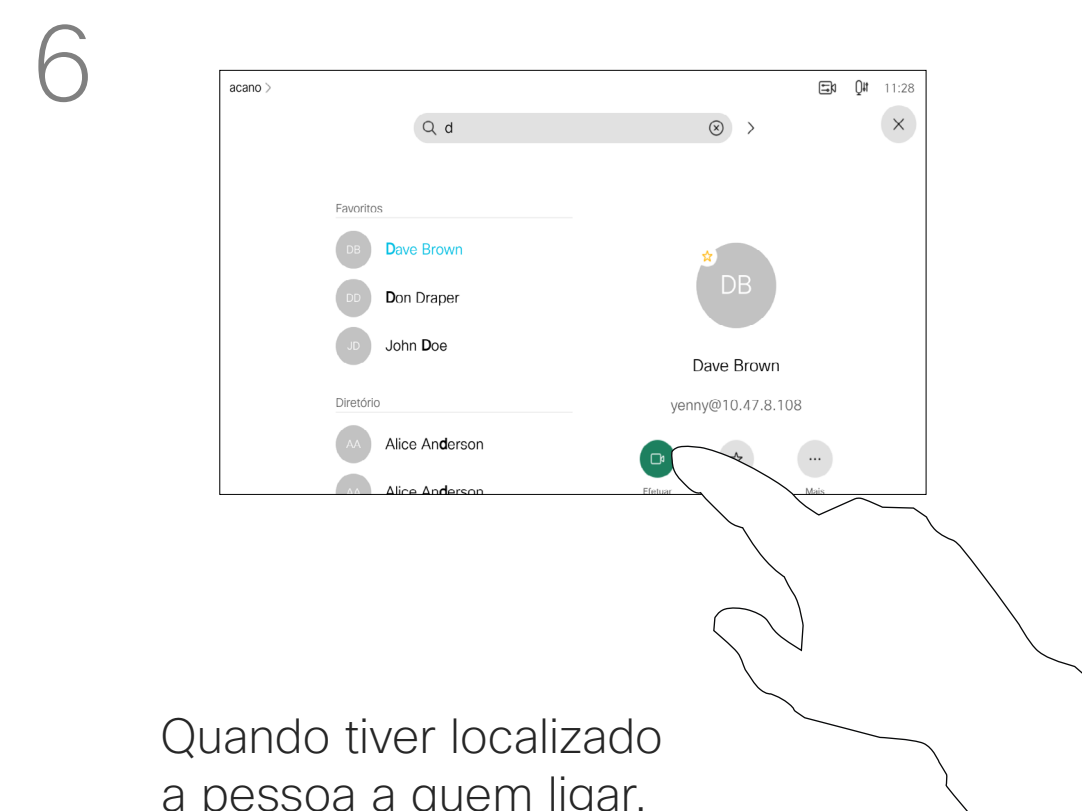 6
acano >
11:28
d
Favoritos
DB Dave Brown
DD Don Draper
JD John Doe
DB
Dave Brown
yenny@10.47.8.108
Diretório
AA Alice Anderson
AA Alice Anderson
Efetuar
Mais
Quando tiver localizado
a pessoa a quem ligar,